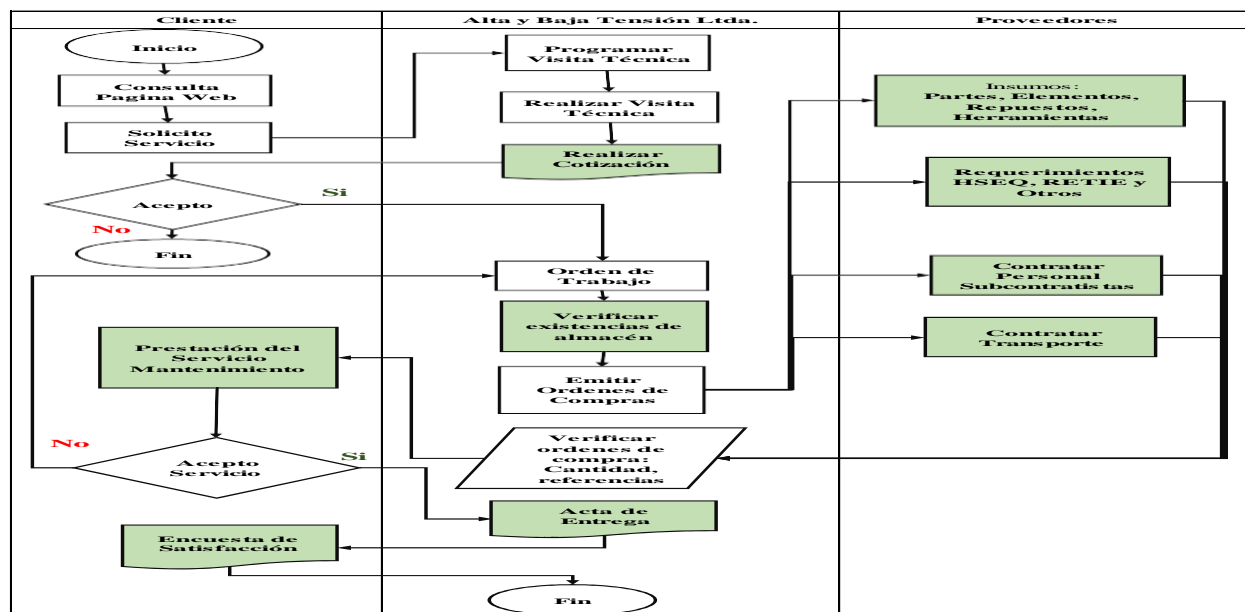 Cliente
Alta y Baja Tensión Ltda.
Proveedores
Inicio
Consulta
Pagina Web
Solicito
Servicio
Programar
Visita Técnica
Realizar Visita
Técnica
Realizar
Cotización
Acepto
Si
No
Fin
Orden de
Trabajo
Verificar
existencias de
almacén
Emitir
Ordenes de
Compras
Insumos:
Partes, Elementos,
Repuestos,
Herramientas
Requerimientos
HSEQ, RETIE y
Otros
Contratar
Personal
Subcontratistas
Contratar
Transporte
Verificar
ordenes de
compra:
Cantidad,
referencias
Prestación del
Servicio
Mantenimiento
Acepto
Servicio
No
Si
Acta de
Entrega
Encuesta de
Satisfacción
Fin